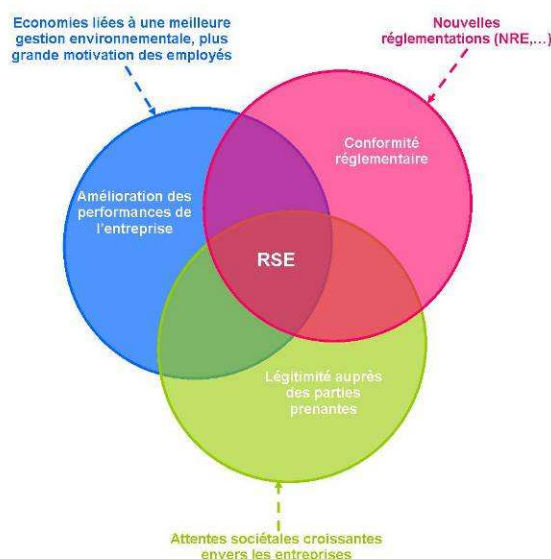 Economies liées à une meilleure
gestion environnementale, plus
grande motivation des employés
Nouvelles
réglementations (NRE,...)
Conformité
réglementaire
Amélioration des
performances de
l'entreprise
RSE
Légitimité auprès
des parties
prenantes
Attentes sociétales croissantes
envers les entreprises